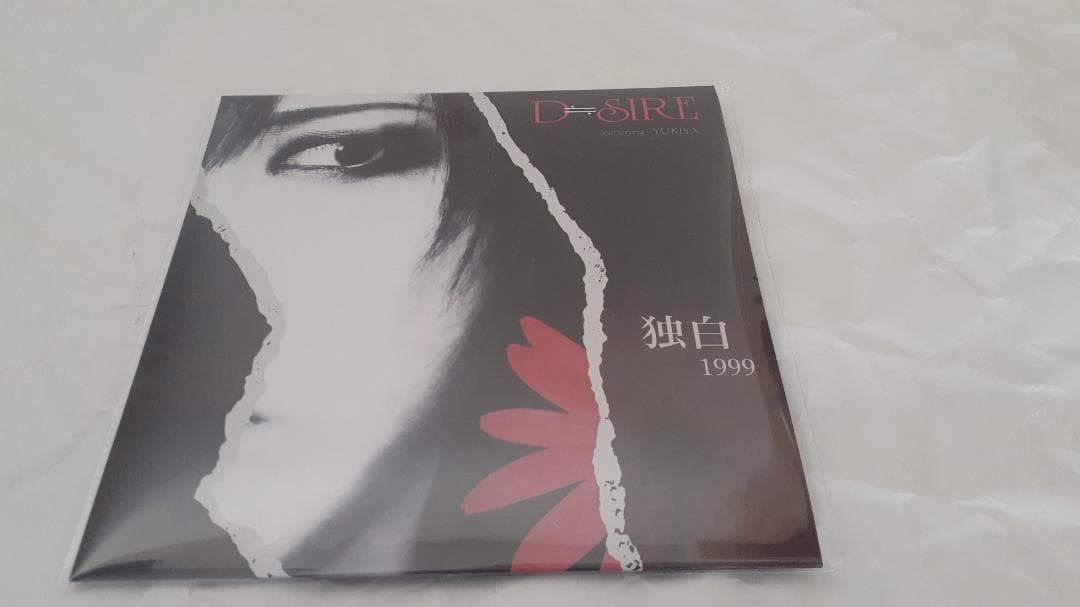 D≒SIRE
featuring YUKIYA
独白
1999